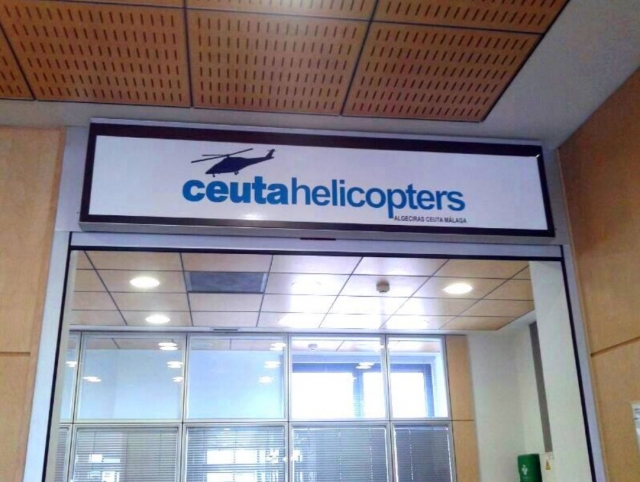 ceutahelicopters
ALGECIRAS CEUTA MÁLAGA